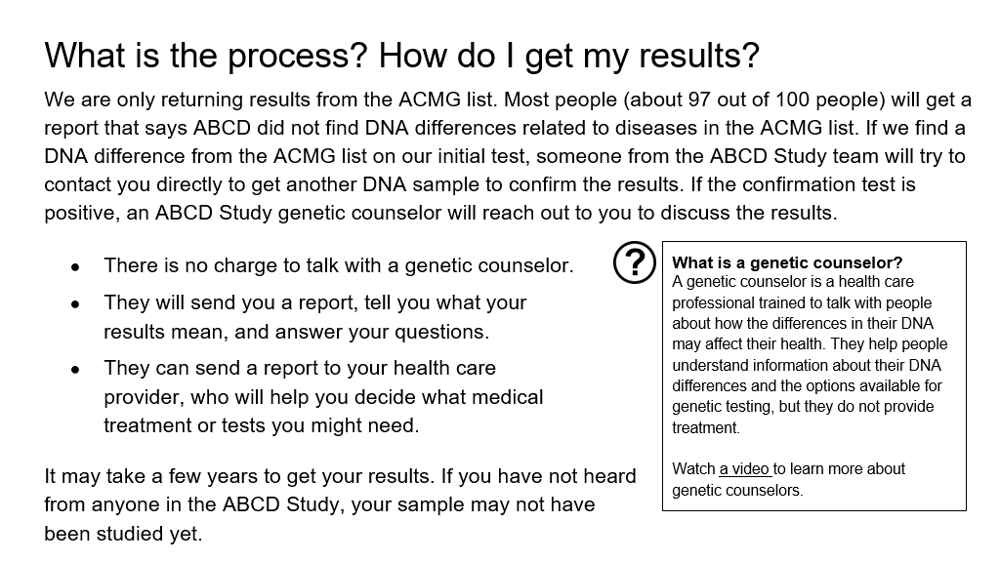 What is the process? How do I get my results?
We are only returning results from the ACMG list. Most people (about 97 out of 100 people) will get a
report that says ABCD did not find DNA differences related to diseases in the ACMG list. If we find a
DNA difference from the ACMG list on our initial test, someone from the ABCD Study team will try to
contact you directly to get another DNA sample to confirm the results. If the confirmation test is
positive, an ABCD Study genetic counselor will reach out to you to discuss the results.
● There is no charge to talk with a genetic counselor.
● They will send you a report, tell you what your
results mean, and answer your questions.
● They can send a report to your health care
provider, who will help you decide what medical
treatment or tests you might need.
It may take a few years to get your results. If you have not heard
from anyone in the ABCD Study, your sample may not have
been studied yet.
?
What is a genetic counselor?
A genetic counselor is a health care
professional trained to talk with people
about how the differences in their DNA
may affect their health. They help people
understand information about their DNA
differences and the options available for
genetic testing, but they do not provide
treatment.
Watch a video to learn more about
genetic counselors.